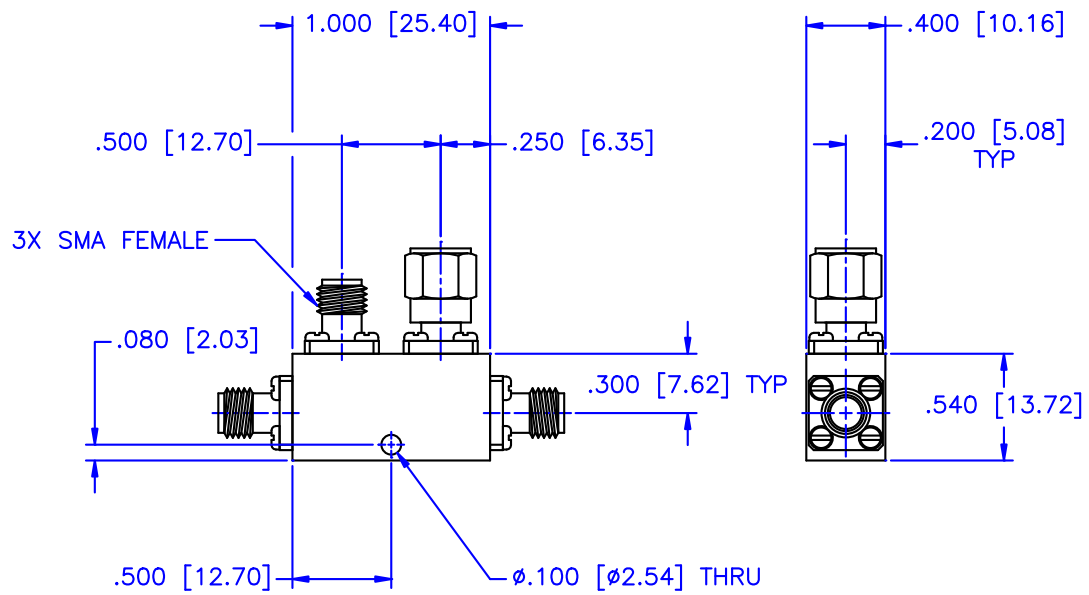 1.000 [25.40]
.400 [10.16]
.500 [12.70]
.250 [6.35]
.200 [5.08]
TYP
3X SMA FEMALE
.080 [2.03]
.300 [7.62] TYP
.540 [13.72]
.500 [12.70]
ø.100 [ø2.54] THRU